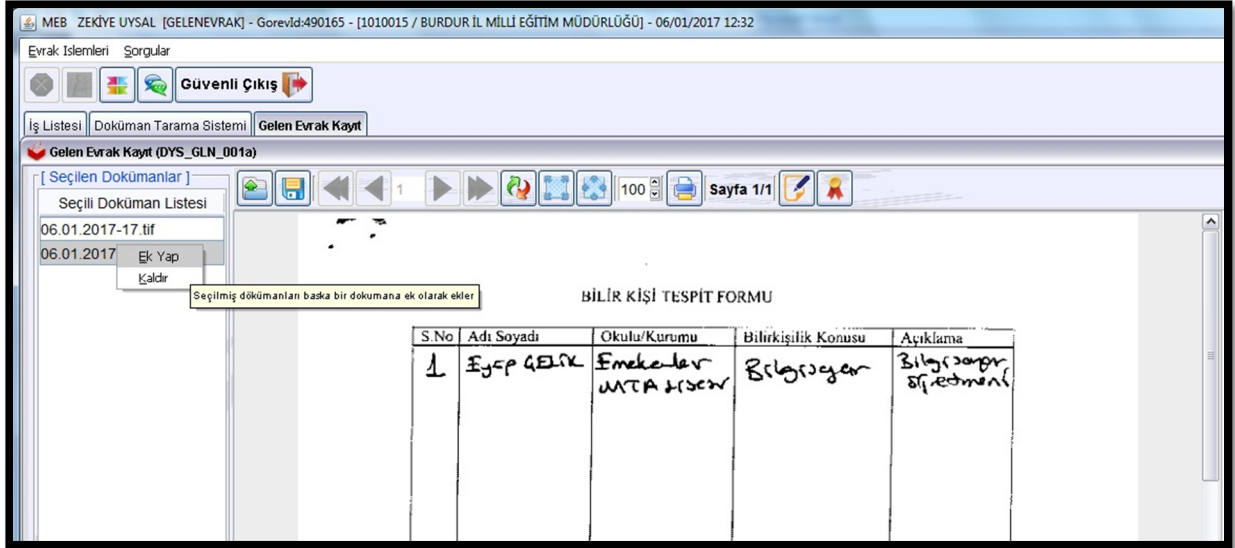 MEB ZEKİYE UYSAL [GELENEVRAK] - GorevId:490165 - [1010015 / BURDUR İL MİLLİ EĞİTİM MÜDÜRLÜĞÜ] - 06/01/2017 12:32
Evrak Islemleri Sorgular
Güvenli Çıkış
İş Listesi Doküman Tarama Sistemi Gelen Evrak Kayıt
Gelen Evrak Kayıt (DYS_GLN_001a)
[ Seçilen Dokümanlar ]
1 100 Sayfa 1/1
Seçili Doküman Listesi
06.01.2017-17.tif
06.01.2017
Ek Yap
Kaldır
Seçilmiş dökümanları baska bir dokumana ek olarak ekler
BİLİR KİŞİ TESPİT FORMU
S.No Adı Soyadı Okulu/Kurumu Bilirkişilik Konusu Açıklama
1 Eyüp ÇELİK Emekevler Bilgisayar Bilgisayar
MTA Lisesi öğretmeni